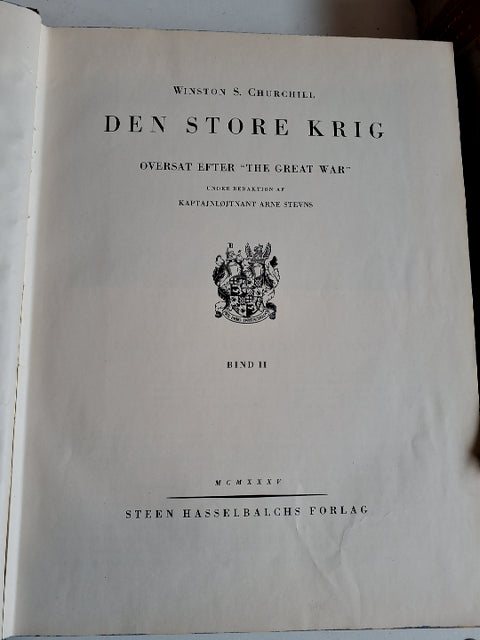 WINSTON S. CHURCHILL
DEN STORE KRIG
OVERSAT EFTER "THE GREAT WAR"
UNDER REDAKTION AF
KAPTAJNLØJTNANT ARNE STEVNS
BIND II
MCMXXXV
STEEN HASSELBALCHS FORLAG